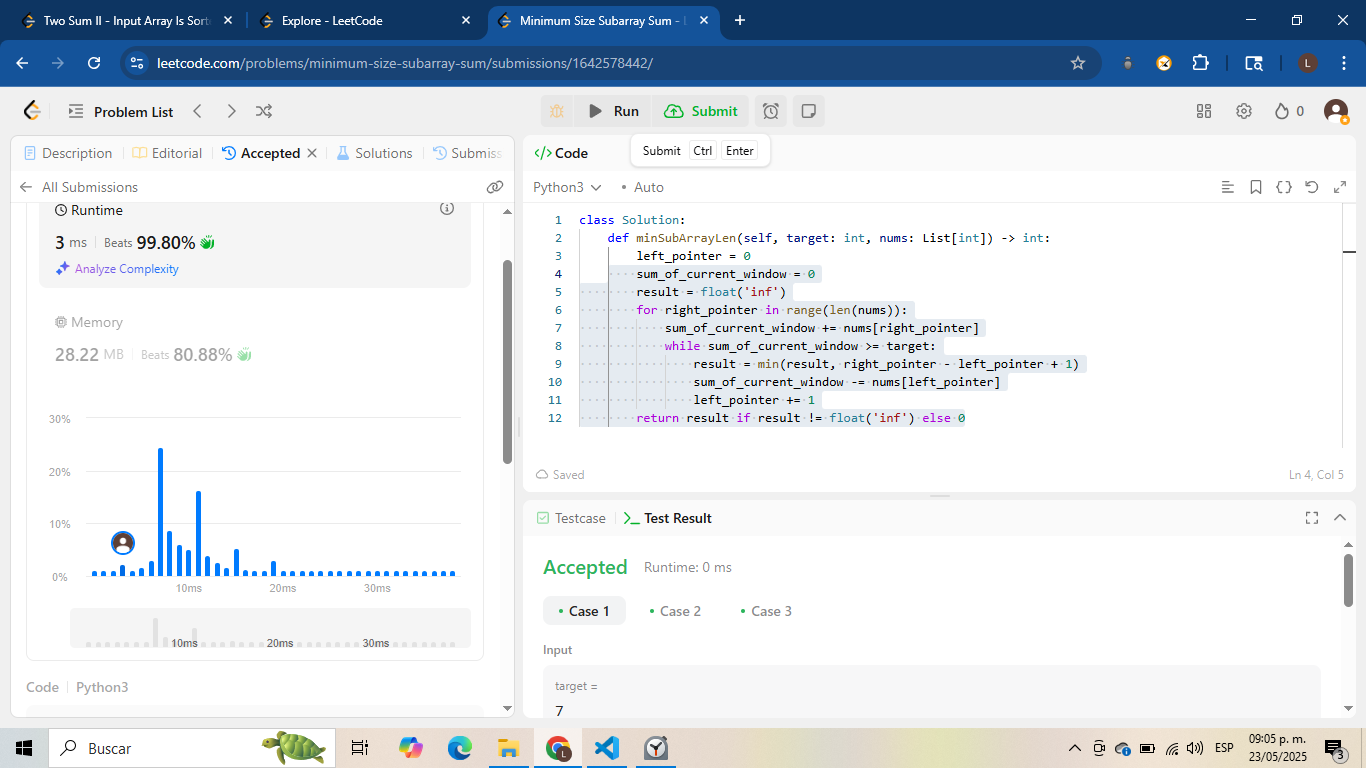 Two Sum II - Input Array Is Sort
Explore - LeetCode
Minimum Size Subarray Sum - L
leetcode.com/problems/minimum-size-subarray-sum/submissions/1642578442/
L
Problem List
Run
Submit
0
Description
Editorial
Accepted
Solutions
Submiss
</> Code
Submit Ctrl Enter
All Submissions
Python3
Auto
Runtime
3 ms
Beats 99.80%
Analyze Complexity
Memory
28.22 MB
Beats 80.88%
30%
20%
10%
0%
10ms
20ms
30ms
10ms
20ms
30ms
Code
Python3
1 class Solution:
2 def minSubArrayLen(self, target: int, nums: List[int]) -> int:
3 left_pointer = 0
4 sum_of_current_window = 0
5 result = float('inf')
6 for right_pointer in range(len(nums)):
7 sum_of_current_window += nums[right_pointer]
8 while sum_of_current_window >= target:
9 result = min(result, right_pointer - left_pointer + 1)
10 sum_of_current_window -= nums[left_pointer]
11 left_pointer += 1
12 return result if result != float('inf') else 0
Saved
Ln 4, Col 5
Testcase
Test Result
Accepted
Runtime: 0 ms
Case 1
Case 2
Case 3
Input
target =
7
Buscar
L
ESP
09:05 p. m.
23/05/2025
3